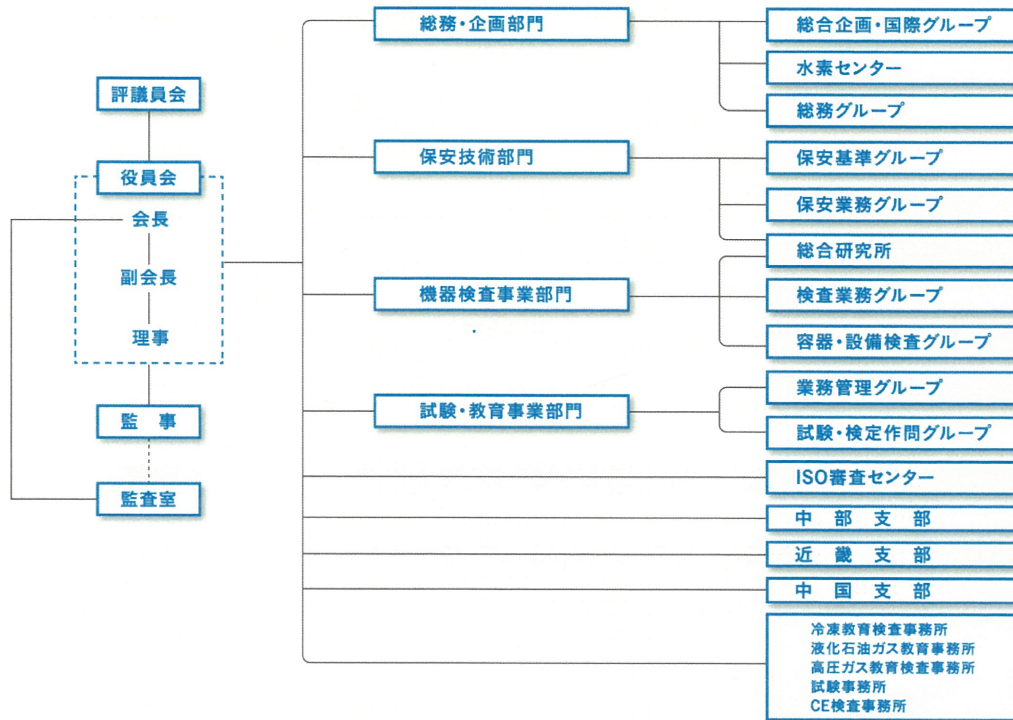 評議員会
役員会
会長
副会長
理事
監 事
監査室
総務・企画部門
保安技術部門
機器検査事業部門
試験・教育事業部門
総合企画・国際グループ
水素センター
総務グループ
保安基準グループ
保安業務グループ
総合研究所
検査業務グループ
容器・設備検査グループ
業務管理グループ
試験・検定作問グループ
ISO審査センター
中 部 支 部
近 畿 支 部
中 国 支 部
冷凍教育検査事務所
液化石油ガス教育事務所
高圧ガス教育検査事務所
試験事務所
CE検査事務所